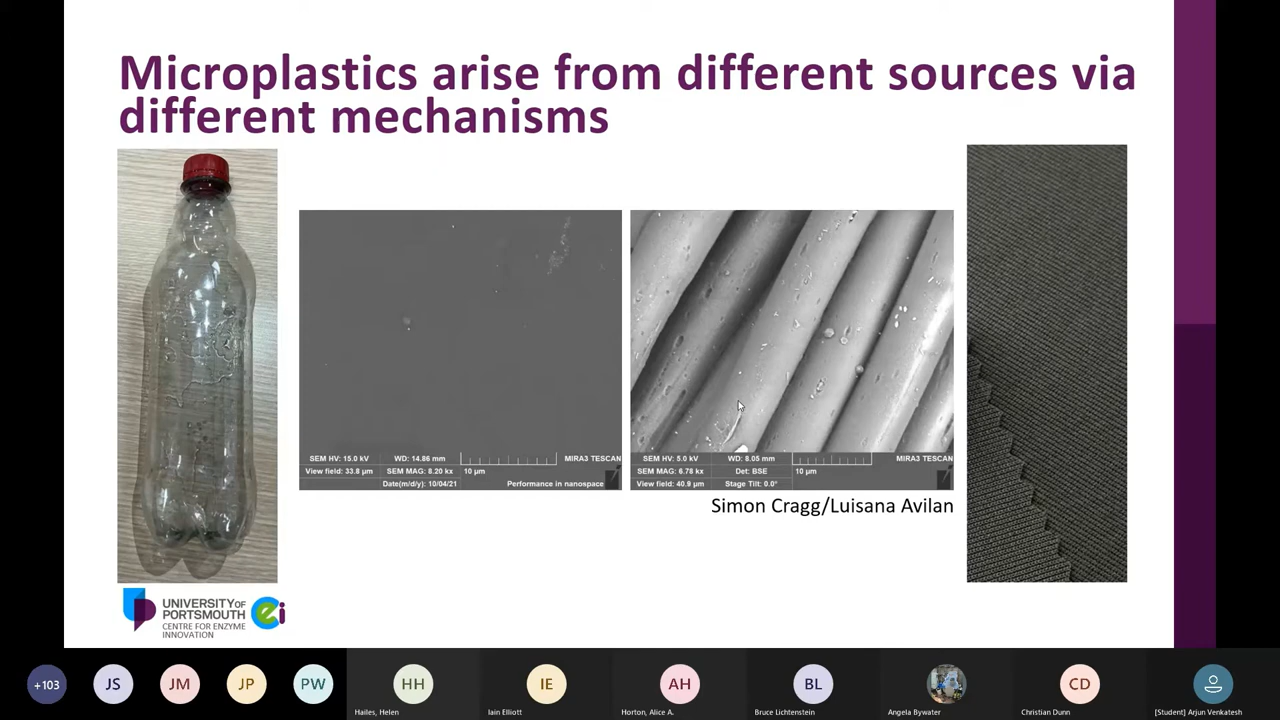 Microplastics arise from different sources via
different mechanisms
SEM HV: 15.0 kV WD: 14.86 mm MIRA3 TESCAN
View field: 33.8 µm SEM MAG: 8.20 kx 10 µm
Date(m/d/y): 10/04/21 Performance in nanospace
SEM HV: 5.0 kV WD: 8.05 mm MIRA3 TESCAN
SEM MAG: 6.78 kx Det: BSE 10 µm
View field: 40.9 µm Stage Tilt: 0.0°
Simon Cragg/Luisana Avilan
UNIVERSITY OF
PORTSMOUTH
CENTRE FOR ENZYME
INNOVATION
ei
+103 JS JM JP PW HH IE AH BL CD
Hailes, Helen Iain Elliott Horton, Alice A. Bruce Lichtenstein Angela Bywater Christian Dunn [Student] Arjun Venkatesh